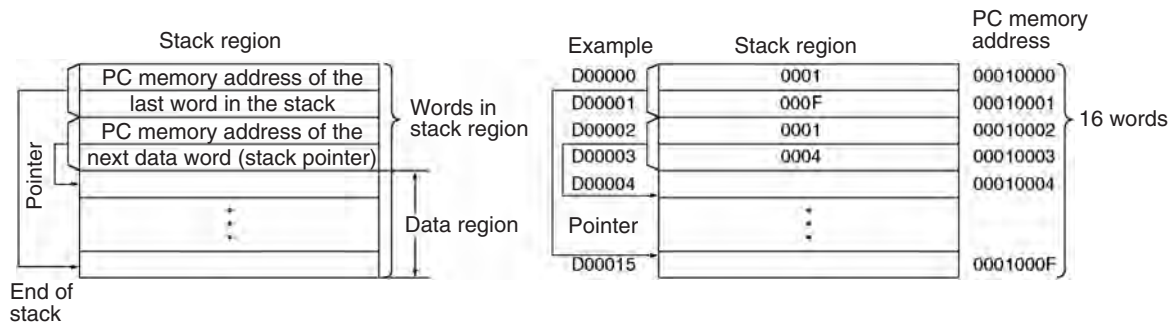 Stack region
PC memory address of the
last word in the stack
PC memory address of the
next data word (stack pointer)
Words in
stack region
Pointer
Data region
End of
stack
Example
Stack region
PC memory
address
D00000
0001
00010000
D00001
000F
00010001
D00002
0001
00010002
D00003
0004
00010003
D00004
00010004
Pointer
D00015
0001000F
16 words